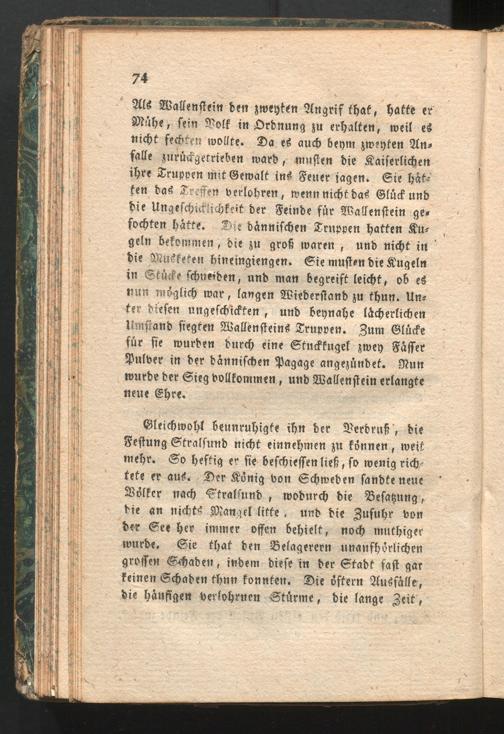 74
Als Wallenstein den zweyten Angrif that, hatte er
Mühe, sein Volk in Ordnung zu erhalten, weil es
nicht fechten wollte. Da es auch beym zweyten An-
falle zurückgetrieben ward, musten die Kaiserlichen
ihre Truppen mit Gewalt ins Feuer jagen. Sie hät-
ten das Treffen verlohren, wenn nicht das Glück und
die Ungeschicklichkeit der Feinde für Wallenstein ge-
fochten hätte. Die dännischen Truppen hatten Ku-
geln bekommen, die zu groß waren, und nicht in
die Musketen hineingiengen. Sie musten die Kugeln
in Stücke schneiden, und man begreift leicht, ob es
nun möglich war, langen Wiederstand zu thun. Un-
ter diesen ungeschickten, und beynahe lächerlichen
Umstand siegten Wallensteins Truppen. Zum Glücke
für sie wurden durch eine Stuckkugel zwey Fässer
Pulver in der dännischen Pagage angezündet. Nun
wurde der Sieg vollkommen, und Wallenstein erlangte
neue Ehre.
Gleichwohl beunruhigte ihn der Verdruß, die
Festung Stralsund nicht einnehmen zu können, weit
mehr. So heftig er sie beschiessen ließ, so wenig rich-
tete er aus. Der König von Schweden sandte neue
Völker nach Stralsund, wodurch die Besatzung,
die an nichts Mangel litte, und die Zufuhr von
der See her immer offen behielt, noch muthiger
wurde. Sie that den Belagerern unaufhörlichen
grossen Schaden, indem diese in der Stadt fast gar
keinen Schaden thun konnten. Die öftern Ausfälle,
die häufigen verlohrnen Stürme, die lange Zeit,